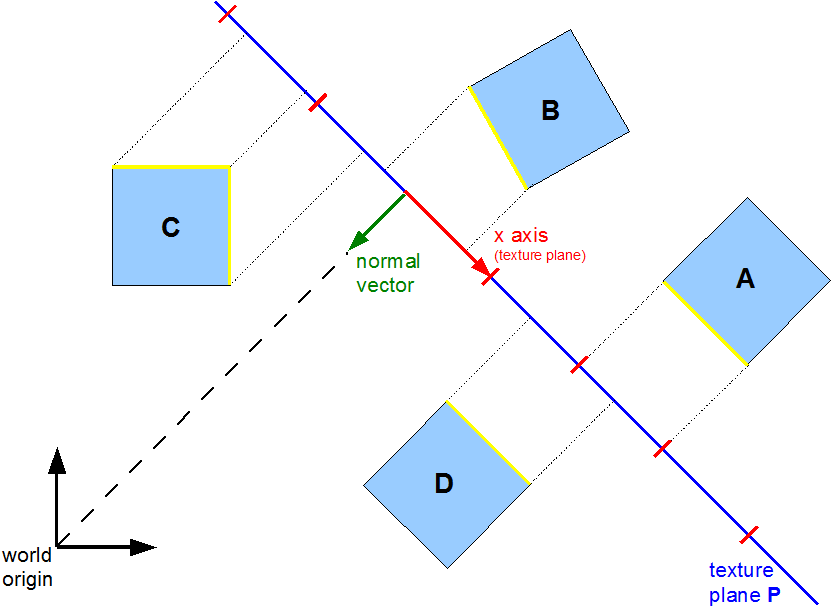 B
C
x axis
(texture plane)
normal
vector
A
D
world
origin
texture
plane P